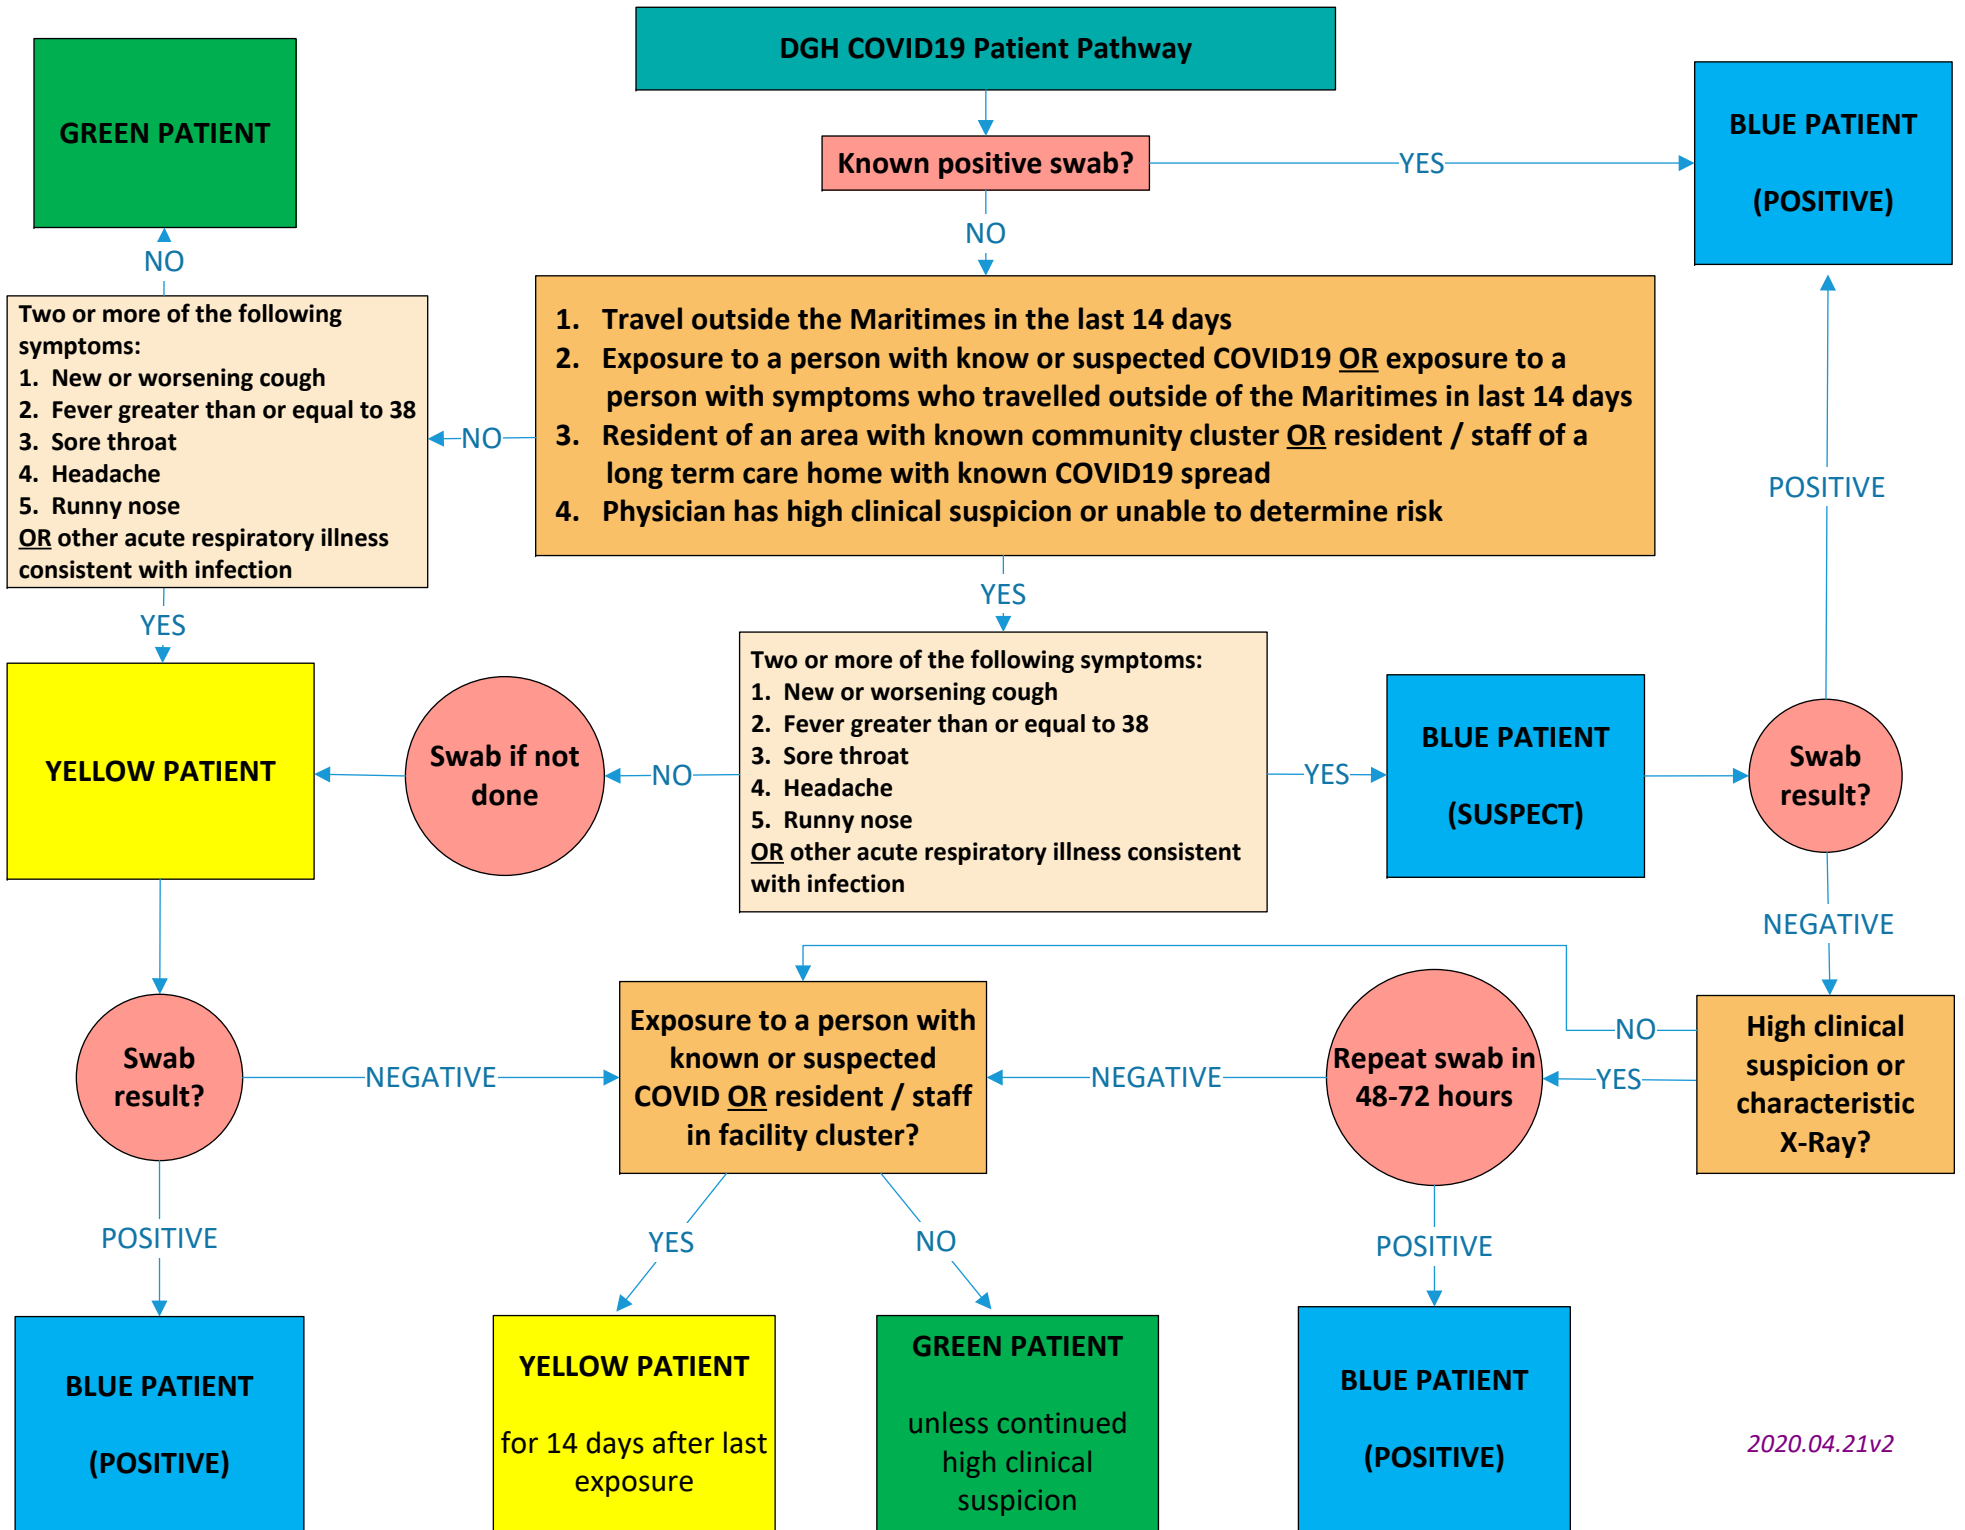 DGH COVID19 Patient Pathway
GREEN PATIENT
BLUE PATIENT
(POSITIVE)
Known positive swab?
YES
NO
NO
Two or more of the following
symptoms:
1. New or worsening cough
2. Fever greater than or equal to 38
3. Sore throat
4. Headache
5. Runny nose
OR other acute respiratory illness
consistent with infection
NO
1. Travel outside the Maritimes in the last 14 days
2. Exposure to a person with know or suspected COVID19 OR exposure to a
person with symptoms who travelled outside of the Maritimes in last 14 days
3. Resident of an area with known community cluster OR resident / staff of a
long term care home with known COVID19 spread
4. Physician has high clinical suspicion or unable to determine risk
POSITIVE
YES
YES
YELLOW PATIENT
Swab if not
done
NO
Two or more of the following symptoms:
1. New or worsening cough
2. Fever greater than or equal to 38
3. Sore throat
4. Headache
5. Runny nose
OR other acute respiratory illness consistent
with infection
YES
BLUE PATIENT
(SUSPECT)
Swab
result?
NEGATIVE
Swab
result?
NEGATIVE
Exposure to a person with
known or suspected
COVID OR resident / staff
in facility cluster?
NEGATIVE
Repeat swab in
48-72 hours
NO
YES
High clinical
suspicion or
characteristic
X-Ray?
POSITIVE
YES
NO
POSITIVE
BLUE PATIENT
(POSITIVE)
YELLOW PATIENT
for 14 days after last
exposure
GREEN PATIENT
unless continued
high clinical
suspicion
BLUE PATIENT
(POSITIVE)
2020.04.21v2